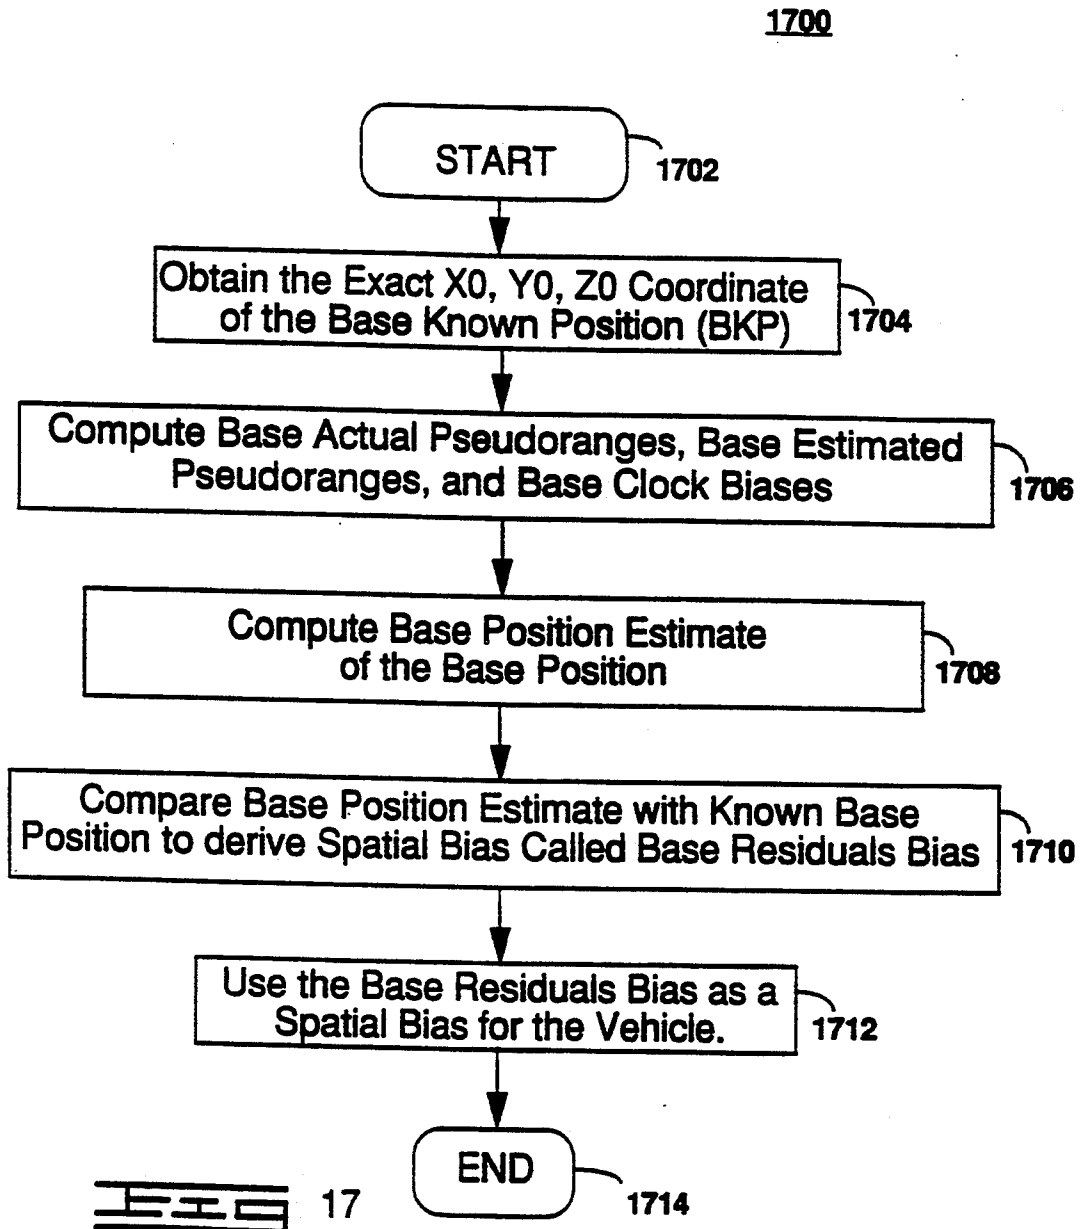 1700
START
1702
Obtain the Exact X0, Y0, Z0 Coordinate
of the Base Known Position (BKP)
1704
Compute Base Actual Pseudoranges, Base Estimated
Pseudoranges, and Base Clock Biases
1706
Compute Base Position Estimate
of the Base Position
1708
Compare Base Position Estimate with Known Base
Position to derive Spatial Bias Called Base Residuals Bias
1710
Use the Base Residuals Bias as a
Spatial Bias for the Vehicle.
1712
END
1714
FIG 17